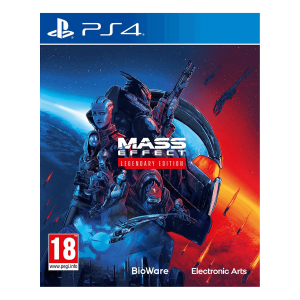 PS4
MASS
EFFECT
LEGENDARY EDITION
18
www.pegi.info
BioWare
Electronic Arts